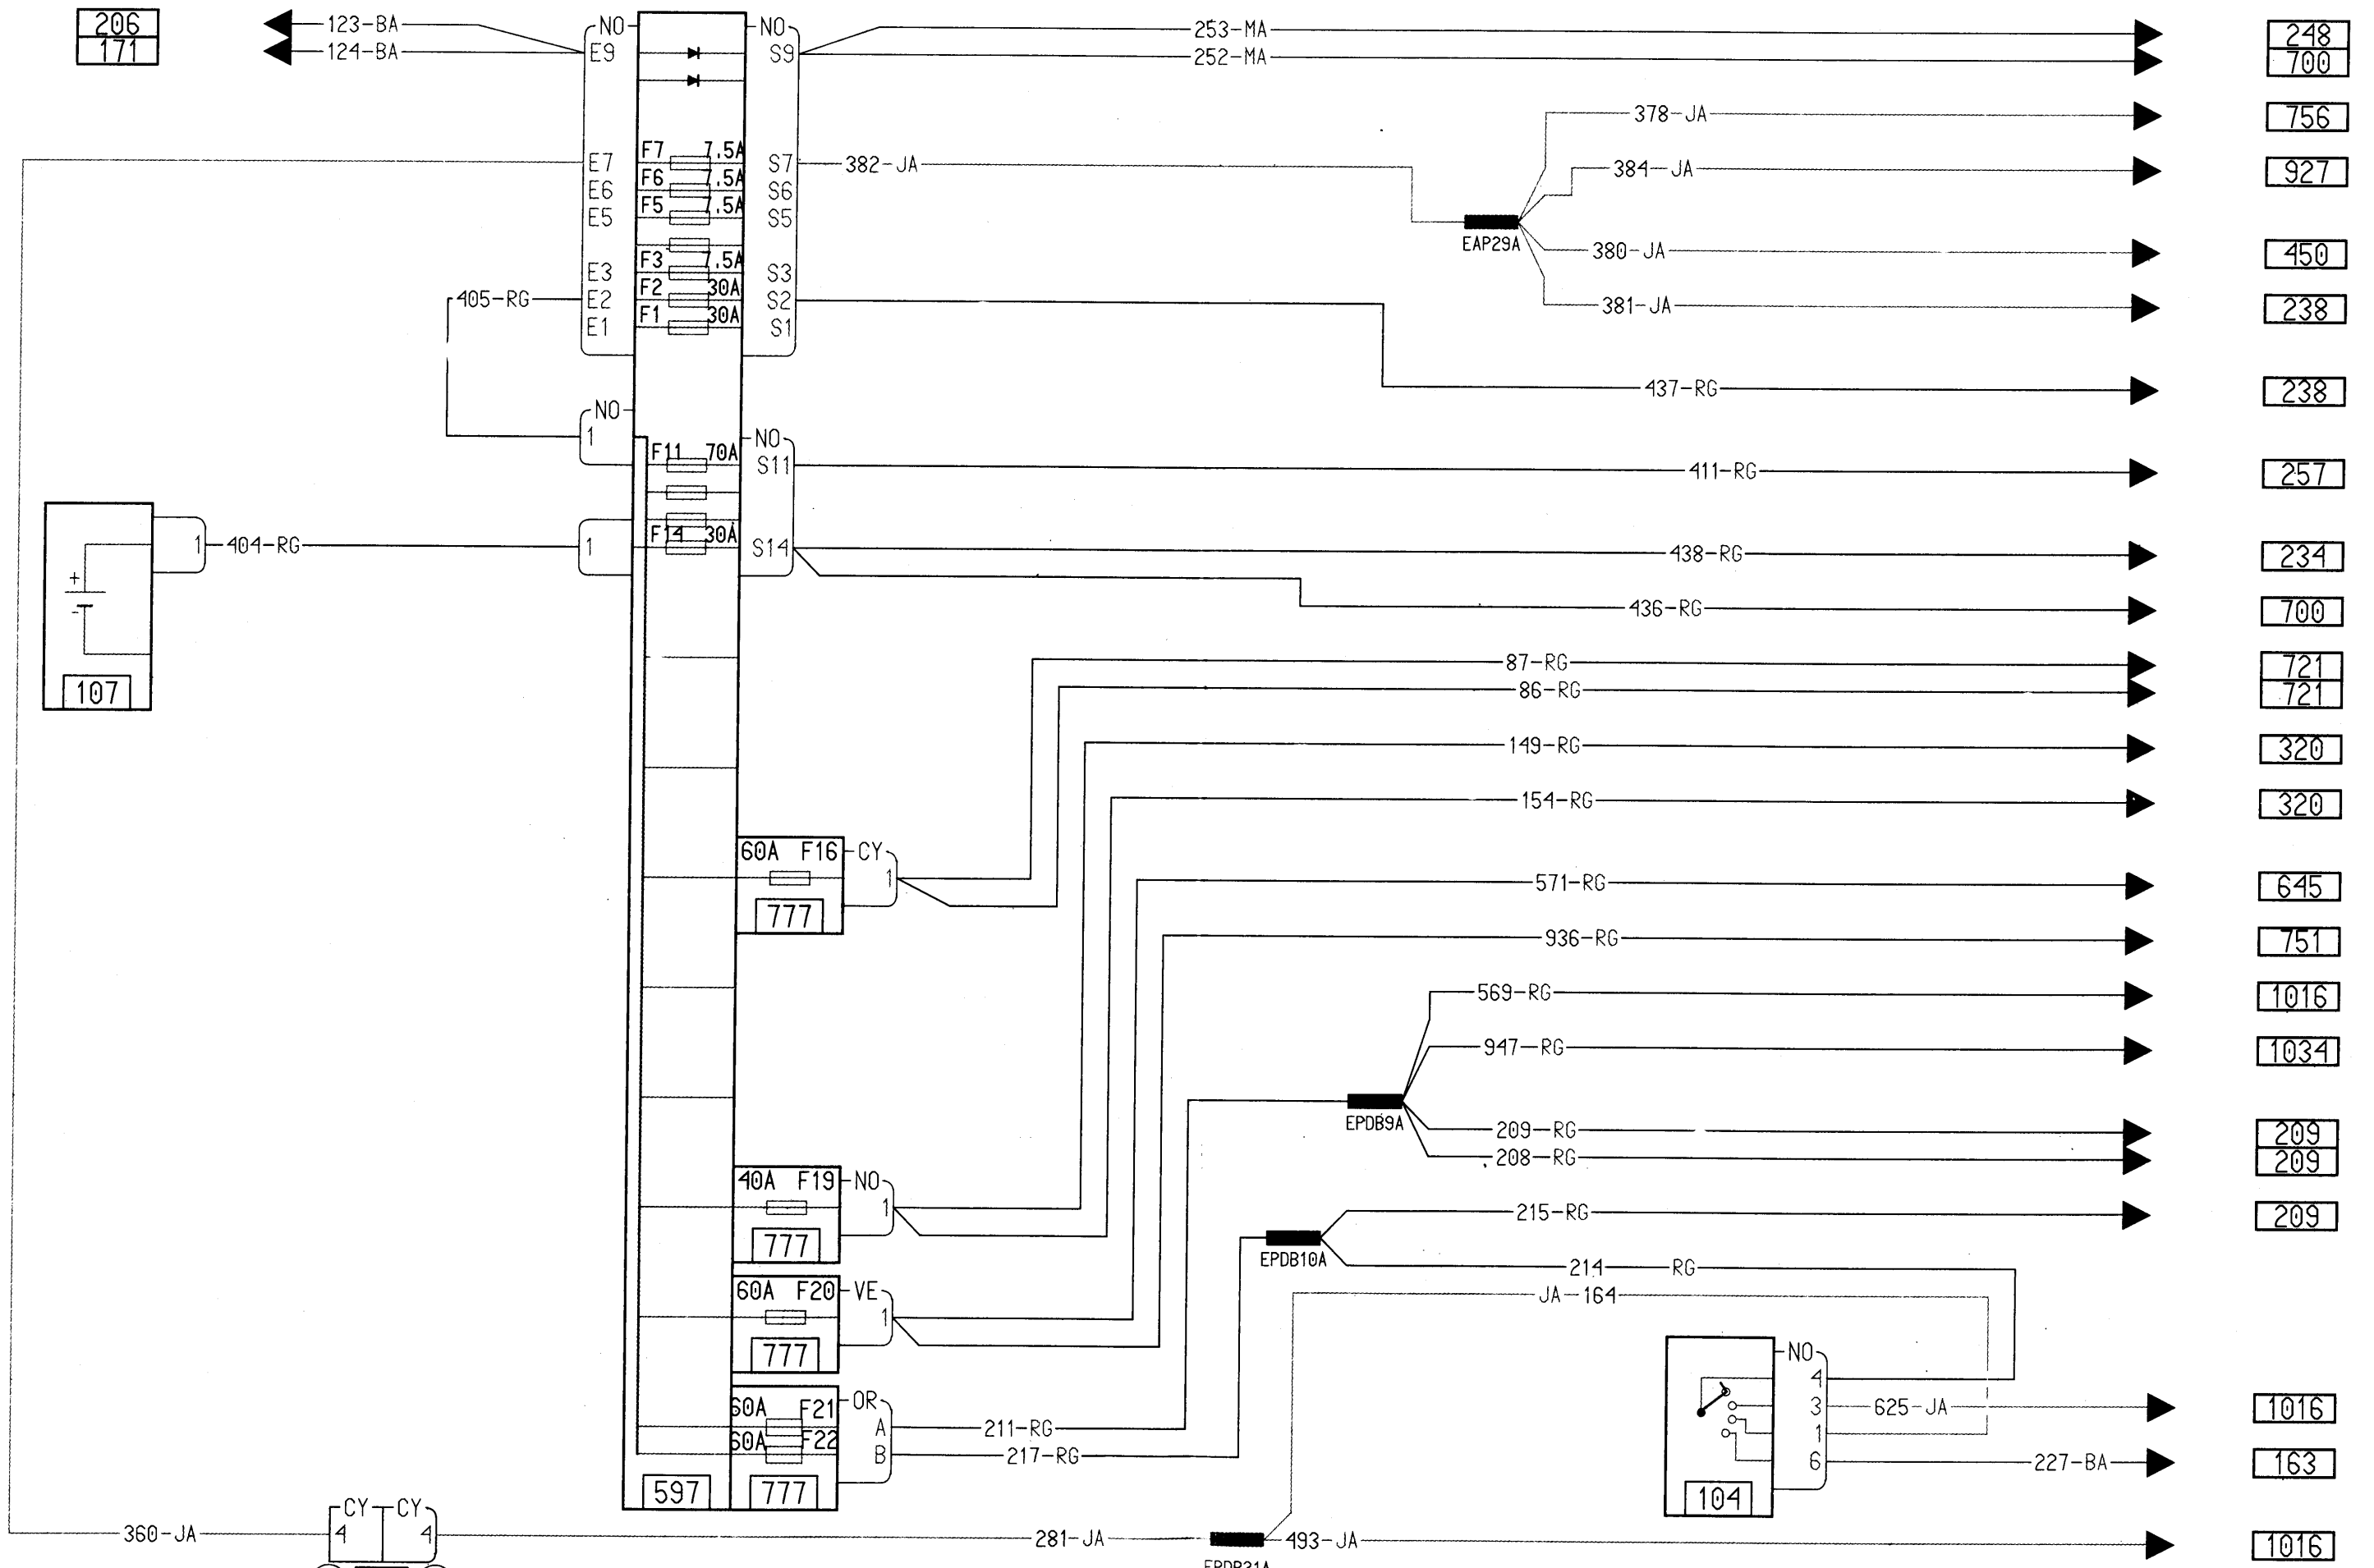 206
171
123-BA
124-BA
NO
NO
E9
S9
253-MA
252-MA
248
700
378-JA
756
E7
F7 7,5A
S7
382-JA
384-JA
927
E6
F6 7,5A
S6
E5
F5 7,5A
S5
EAP29A
380-JA
450
E3
F3 7,5A
S3
405-RG
E2
F2 30A
S2
381-JA
238
E1
F1 30A
S1
437-RG
238
NO
1
NO
F11 70A
S11
411-RG
257
1
404-RG
1
F14 30A
S14
438-RG
234
+
-
107
436-RG
700
87-RG
721
86-RG
721
149-RG
320
154-RG
320
60A F16
CY
1
777
571-RG
645
936-RG
751
569-RG
1016
947-RG
1034
EPDB9A
209-RG
209
208-RG
209
40A F19
NO
1
777
215-RG
209
EPDB10A
214 RG
JA-164
60A F20
VE
1
777
NO
4
3
625-JA
1016
1
6
227-BA
163
104
60A F21
OR
A
211-RG
60A F22
B
217-RG
597
777
360-JA
CY
CY
4
4
281-JA
493-JA
1016